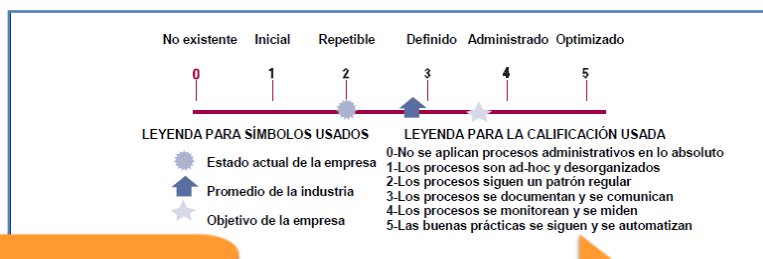 No existente Inicial Repetible Definido Administrado Optimizado
0 1 2 3 4 5
LEYENDA PARA SÍMBOLOS USADOS
Estado actual de la empresa
Promedio de la industria
Objetivo de la empresa
LEYENDA PARA LA CALIFICACIÓN USADA
0-No se aplican procesos administrativos en lo absoluto
1-Los procesos son ad-hoc y desorganizados
2-Los procesos siguen un patrón regular
3-Los procesos se documentan y se comunican
4-Los procesos se monitorean y se miden
5-Las buenas prácticas se siguen y se automatizan